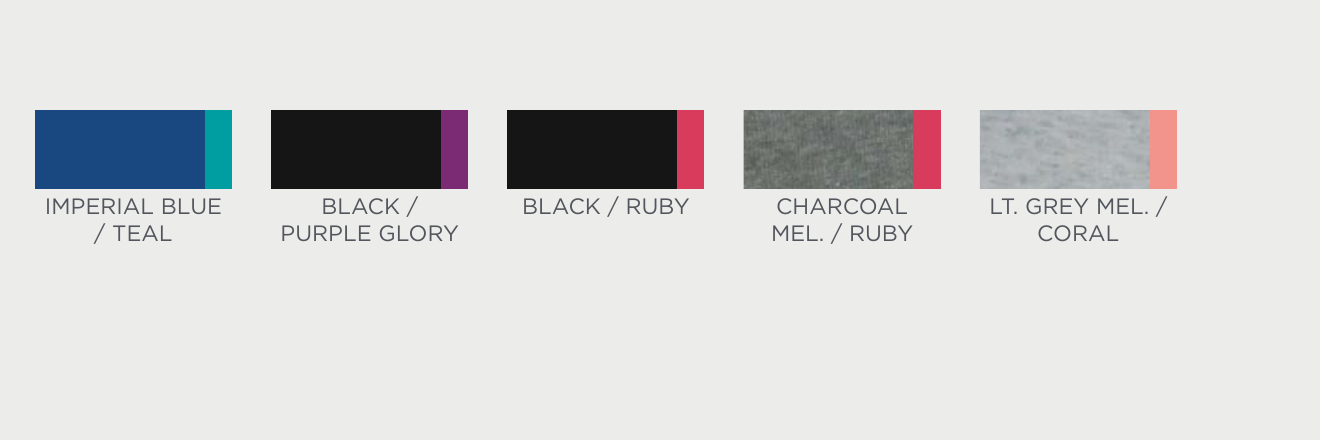 IMPERIAL BLUE
/ TEAL
BLACK /
PURPLE GLORY
BLACK / RUBY
CHARCOAL
MEL. / RUBY
LT. GREY MEL. /
CORAL